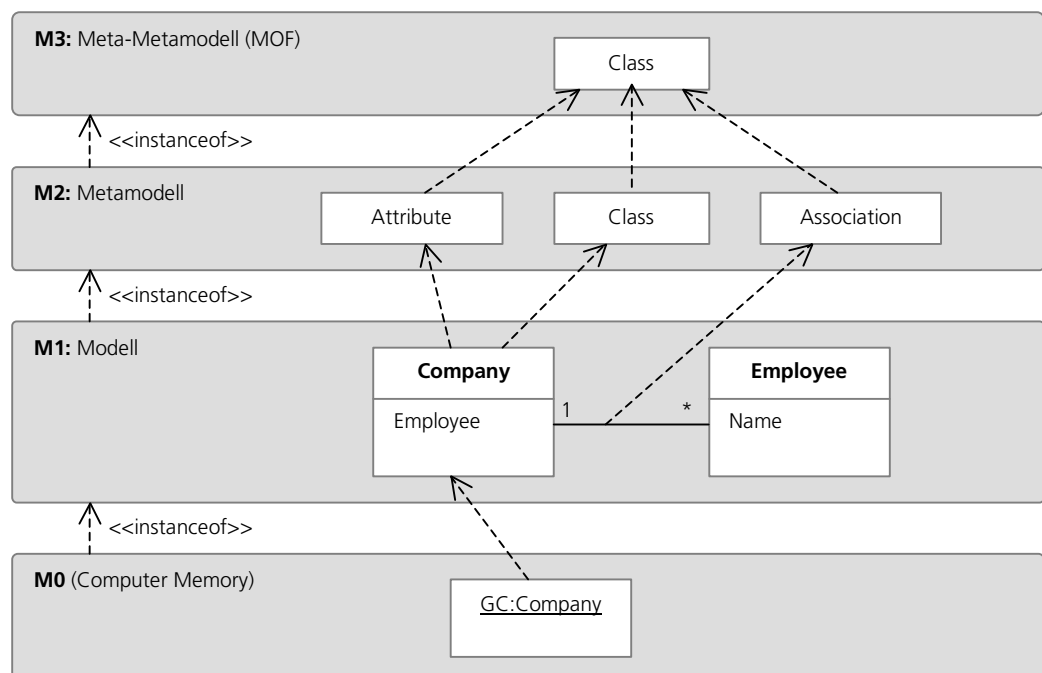 M3: Meta-Metamodell (MOF)
Class
<<instanceof>>
M2: Metamodell
Attribute
Class
Association
<<instanceof>>
M1: Modell
Company
Employee
Employee
1
*
Name
<<instanceof>>
M0 (Computer Memory)
GC:Company